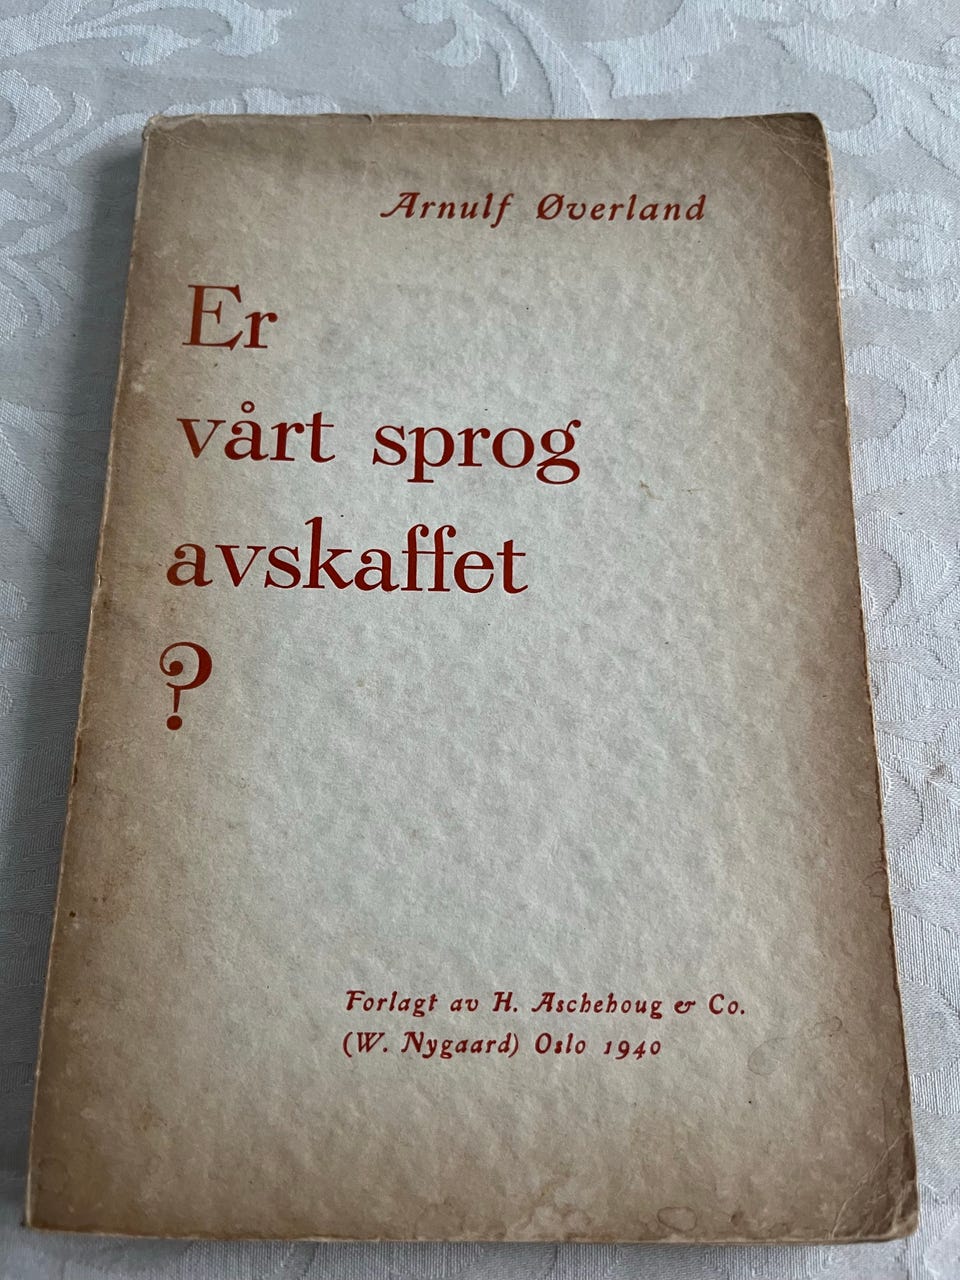 Arnulf Øverland
Er
vårt sprog
avskaffet
?
Forlagt av H. Aschehoug & Co.
(W. Nygaard) Oslo 1940